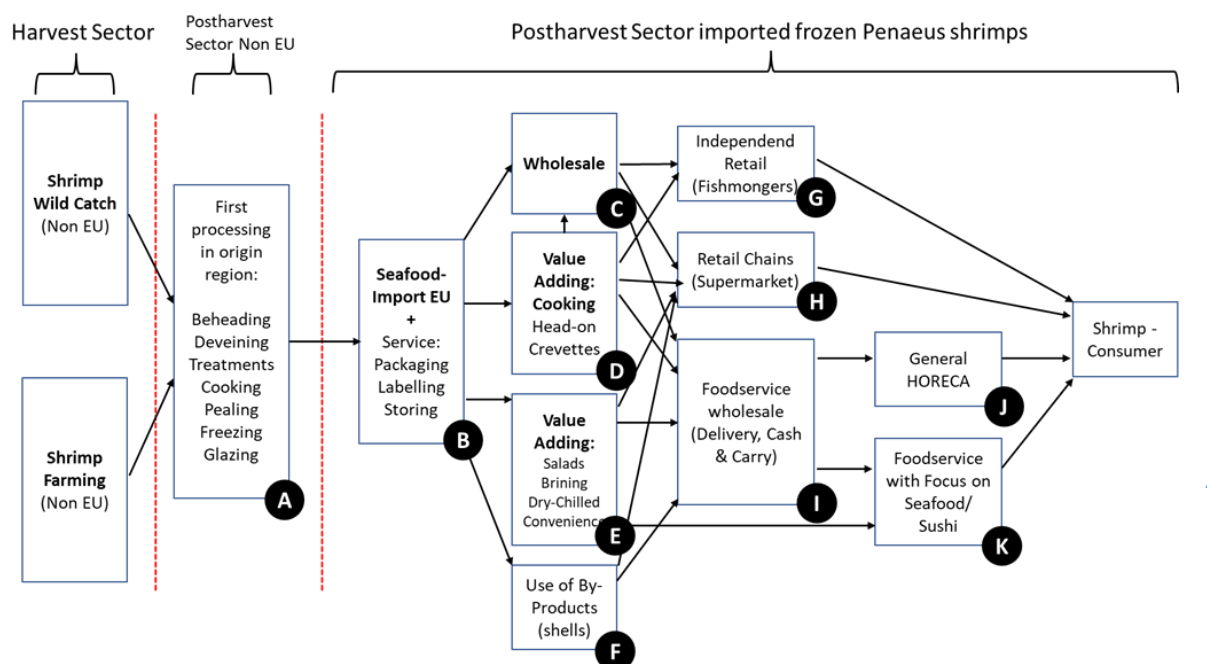 Harvest Sector
Postharvest
Sector Non EU
Postharvest Sector imported frozen Penaeus shrimps
Shrimp
Wild Catch
(Non EU)
Shrimp
Farming
(Non EU)
First
processing
in origin
region:
Beheading
Deveining
Treatments
Cooking
Pealing
Freezing
Glazing
A
Seafood-
Import EU
+
Service:
Packaging
Labelling
Storing
B
Wholesale
C
Value
Adding:
Cooking
Head-on
Crevettes
D
Value
Adding:
Salads
Brining
Dry-Chilled
Convenience
E
Use of By-
Products
(shells)
F
Independend
Retail
(Fishmongers)
G
Retail Chains
(Supermarket)
H
Foodservice
wholesale
(Delivery, Cash
& Carry)
I
General
HORECA
J
Foodservice
with Focus on
Seafood/
Sushi
K
Shrimp -
Consumer